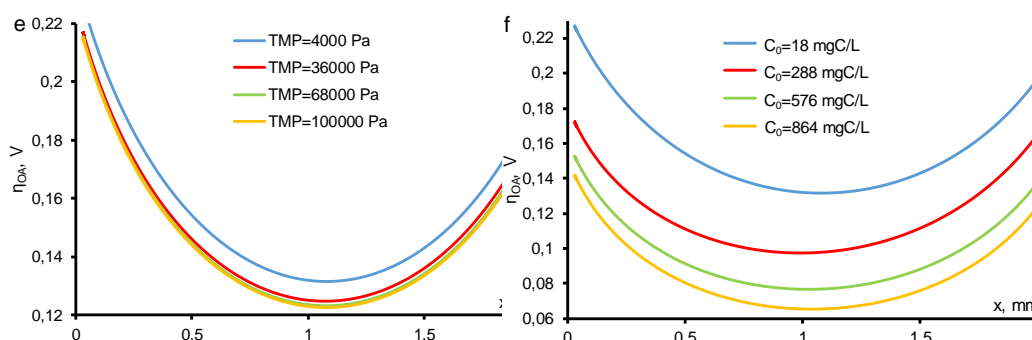 e
0,22
0,2
0,18
0,16
0,14
0,12
ηOA, V
TMP=4000 Pa
TMP=36000 Pa
TMP=68000 Pa
TMP=100000 Pa
0
0.5
1
1.5
x
f
0,22
0,2
0,18
0,16
0,14
0,12
0,1
0,08
0,06
ηOA, V
C₀=18 mgC/L
C₀=288 mgC/L
C₀=576 mgC/L
C₀=864 mgC/L
x, mm
0
0.5
1
1.5